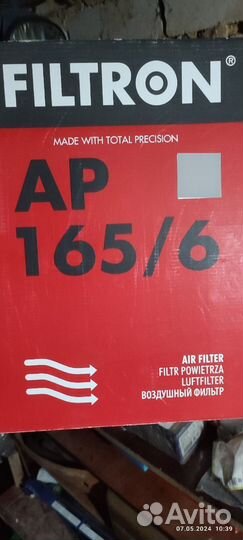 FILTRON®
MADE WITH TOTAL PRECISION
AP
165/6
AIR FILTER
FILTR POWIETRZA
LUFTFILTER
ВОЗДУШНЫЙ ФИЛЬТР
Avito
07.05.2024 10:39